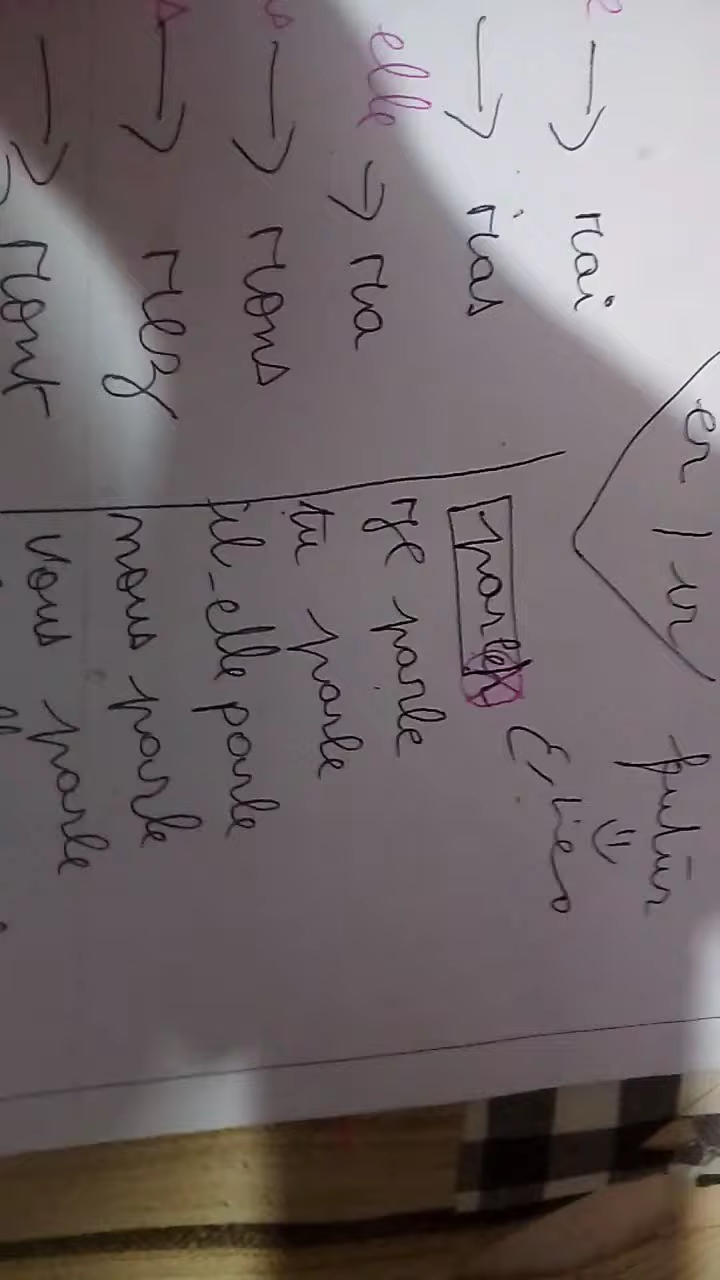 er / ir
futur
→ rai
→ ras
elle → ra
→ rons
→ rez
→ ront
parler
je parle
tu parle
il-elle parle
nous parle
vous parle